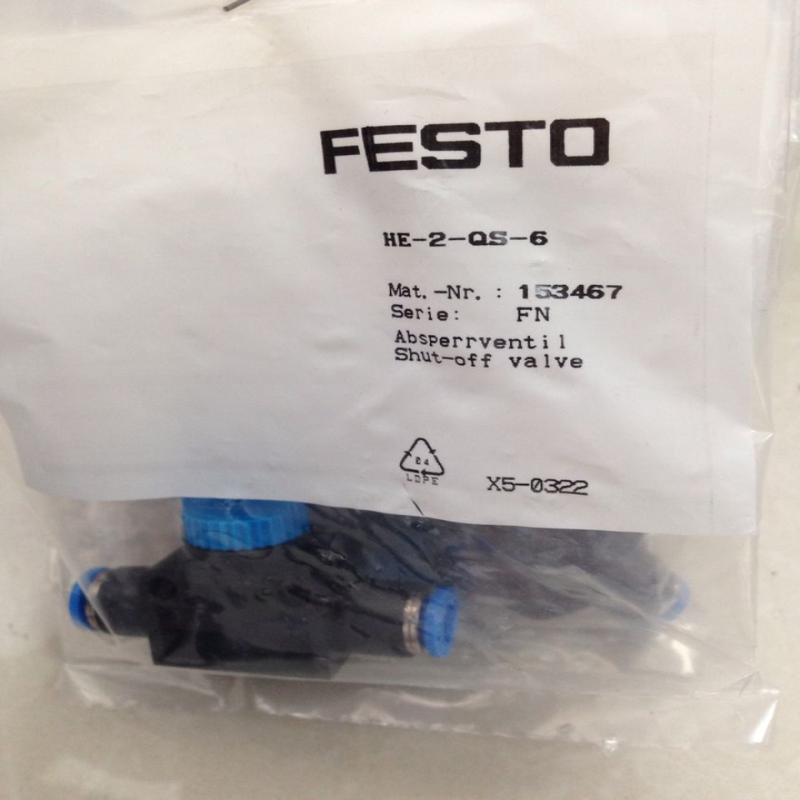 FESTO
HE-2-QS-6
Mat.-Nr. : 153467
Serie: FN
Absperrventil
Shut-off valve
04
LDPE
X5-0322